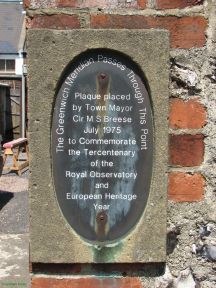 The Greenwich Meridian Passes Through This Point
Plaque placed
by Town Mayor
Clr M S Breese
July 1975
to Commemorate
the Tercentenary
of the
Royal Observatory
and
European Heritage
Year